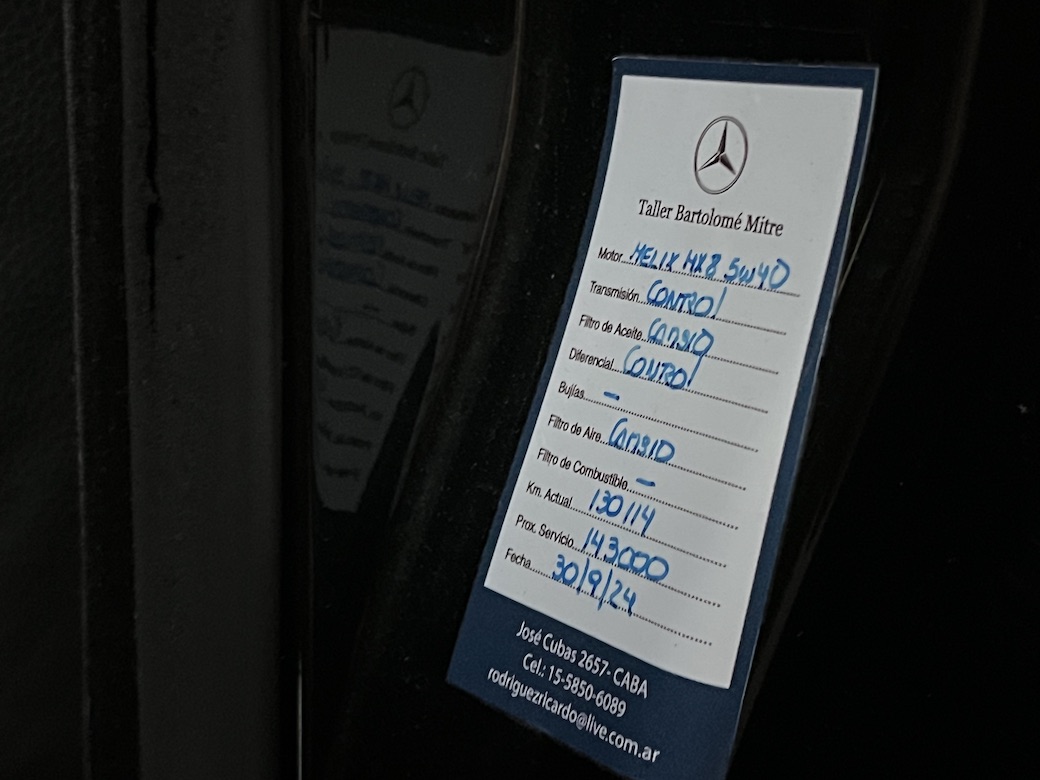 Taller Bartolomé Mitre
Motor HELIX HX8 5W40
Transmisión CONTROl
Filtro de Aceite CAMBIO
Diferencial CONTROl
Bujías -
Filtro de Aire CAMBIO
Filtro de Combustible -
Km. Actual 130114
Prox. Servicio 143000
Fecha 30/9/24
José Cubas 2657- CABA
Cel.: 15-5850-6089
rodriguezricardo@live.com.ar